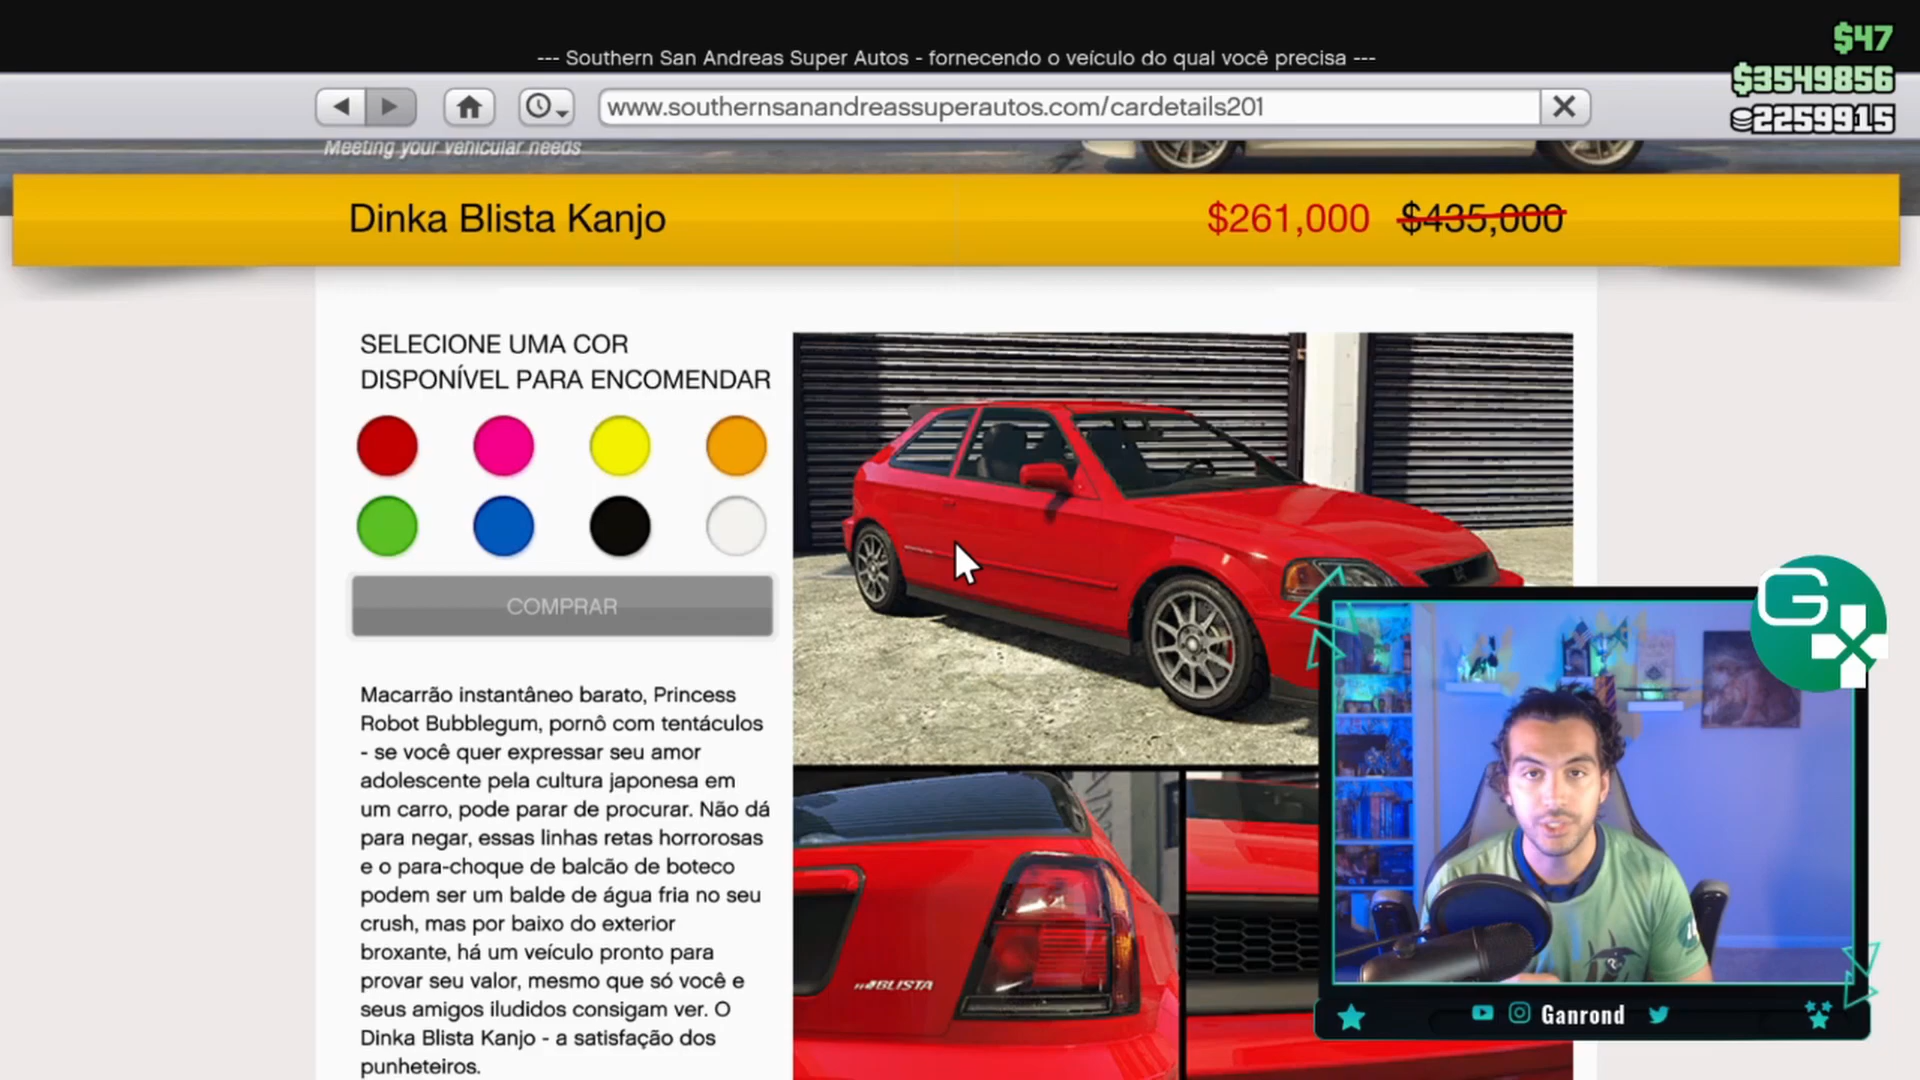 --- Southern San Andreas Super Autos - fornecendo o veículo do qual você precisa ---
$47
$3549856
2259915
www.southernsanandreassuperautos.com/cardetails201
Meeting your vehicular needs
Dinka Blista Kanjo
$261,000 $435,000
SELECIONE UMA COR
DISPONÍVEL PARA ENCOMENDAR
COMPRAR
Macarrão instantâneo barato, Princess
Robot Bubblegum, pornô com tentáculos
- se você quer expressar seu amor
adolescente pela cultura japonesa em
um carro, pode parar de procurar. Não dá
para negar, essas linhas retas horrorosas
e o para-choque de balcão de boteco
podem ser um balde de água fria no seu
crush, mas por baixo do exterior
broxante, há um veículo pronto para
provar seu valor, mesmo que só você e
seus amigos iludidos consigam ver. O
Dinka Blista Kanjo - a satisfação dos
punheteiros.
BLISTA
G
Ganrond